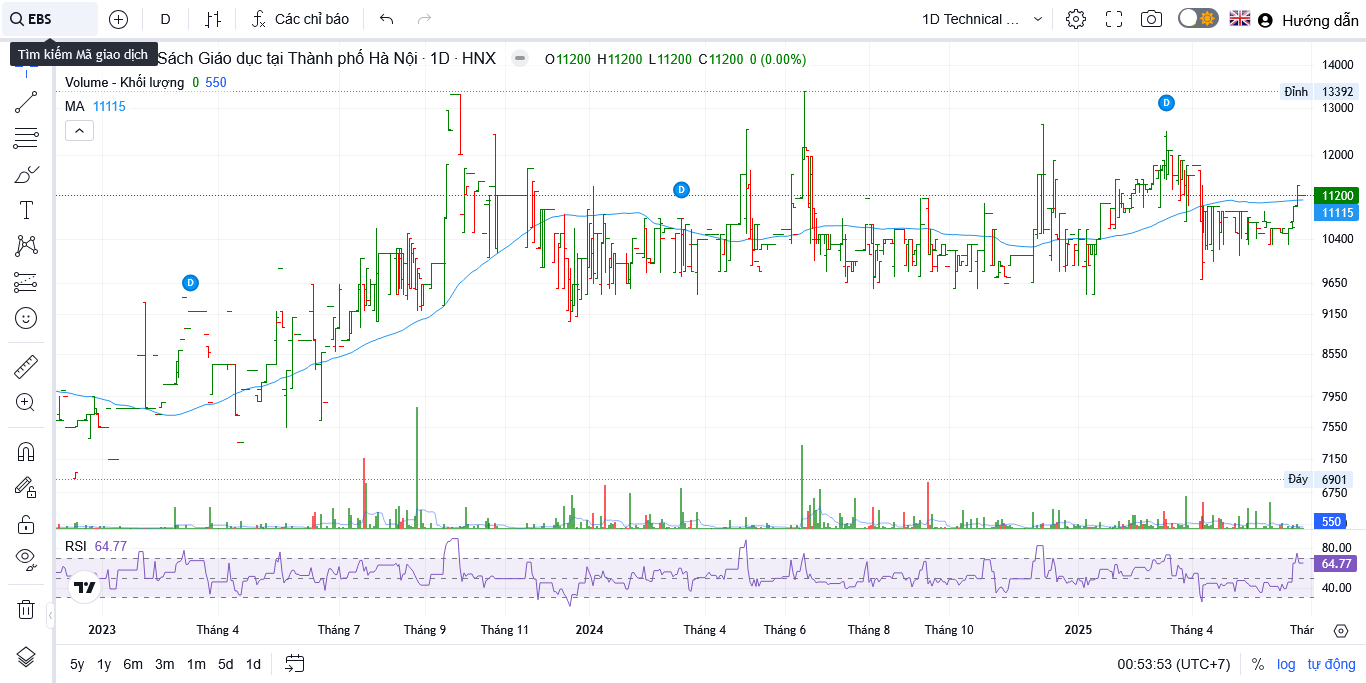 EBS D Các chỉ báo 1D Technical ... Hướng dẫn
Tìm kiếm Mã giao dịch
Sách Giáo dục tại Thành phố Hà Nội · 1D · HNX O11200 H11200 L11200 C11200 0 (0.00%)
Volume - Khối lượng 0 550
MA 11115
14000
Đỉnh 13392
13000
12000
11200
11115
10400
9650
9150
8550
7950
7550
7150
Đáy 6901
6750
550
D
D
D
RSI 64.77
80.00
64.77
40.00
2023 Tháng 4 Tháng 7 Tháng 9 Tháng 11 2024 Tháng 4 Tháng 6 Tháng 8 Tháng 10 2025 Tháng 4 Thár
5y 1y 6m 3m 1m 5d 1d 00:53:53 (UTC+7) % log tự động